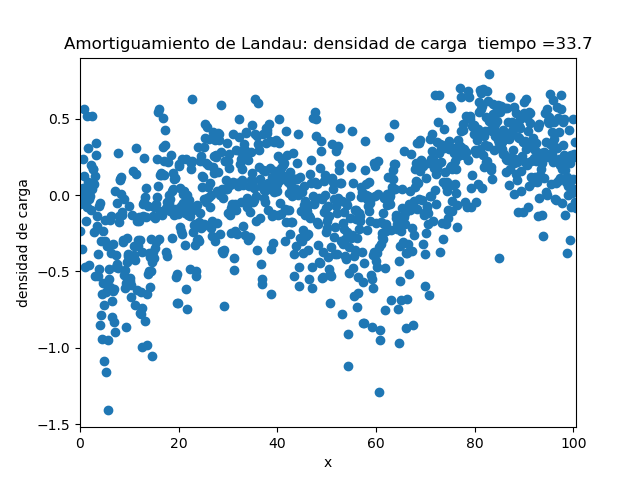 Amortiguamiento de Landau: densidad de carga  tiempo =33.7
densidad de carga
0.5
0.0
−0.5
−1.0
−1.5
0 20 40 60 80 100
x